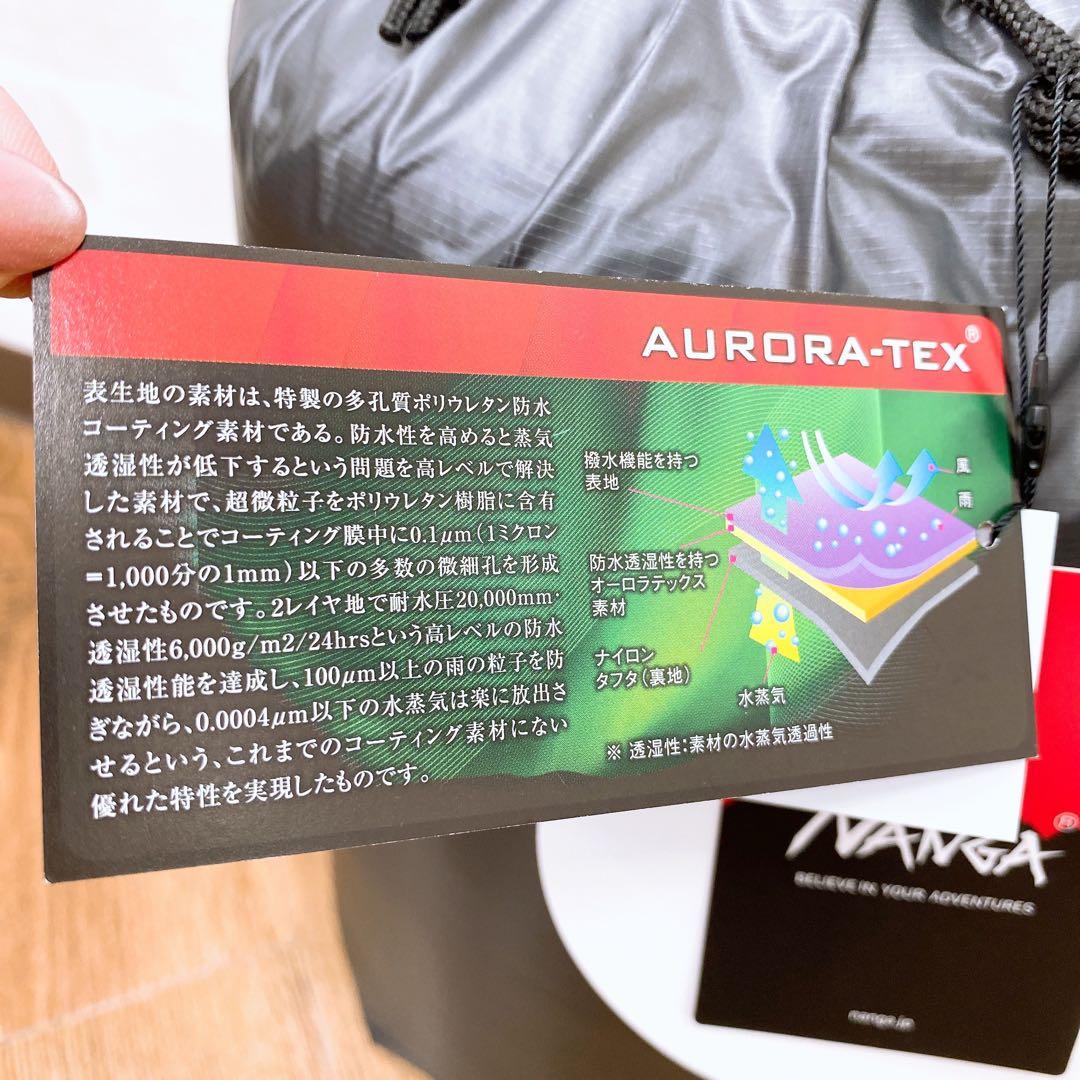 AURORA-TEX®
表生地の素材は、特製の多孔質ポリウレタン防水
コーティング素材である。防水性を高めると蒸気
透湿性が低下するという問題を高レベルで解決
した素材で、超微粒子をポリウレタン樹脂に含有
されることでコーティング膜中に0.1μm(1ミクロン
=1,000分の1mm)以下の多数の微細孔を形成
させたものです。2レイヤ地で耐水圧20,000mm・
透湿性6,000g/m2/24hrsという高レベルの防水
透湿性能を達成し、100μm以上の雨の粒子を防
ぎながら、0.0004μm以下の水蒸気は楽に放出さ
せるという、これまでのコーティング素材にない
優れた特性を実現したものです。
撥水機能を持つ
表地
風
雨
防水透湿性を持つ
オーロラテックス
素材
ナイロン
タフタ(裏地)
水蒸気
※ 透湿性:素材の水蒸気透過性
NANGA®
BELIEVE IN YOUR ADVENTURES
nanga.jp